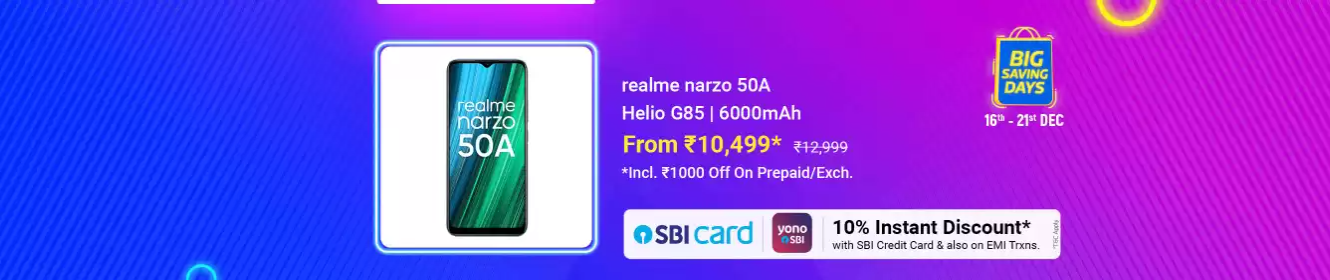 realme
narzo
50A
realme narzo 50A
Helio G85 | 6000mAh
From ₹10,499* ₹12,999
*Incl. ₹1000 Off On Prepaid/Exch.
BIG
SAVING
DAYS
16th - 21st DEC
SBI card
yono
SBI
10% Instant Discount*
with SBI Credit Card & also on EMI Trxns.
*T&C Apply